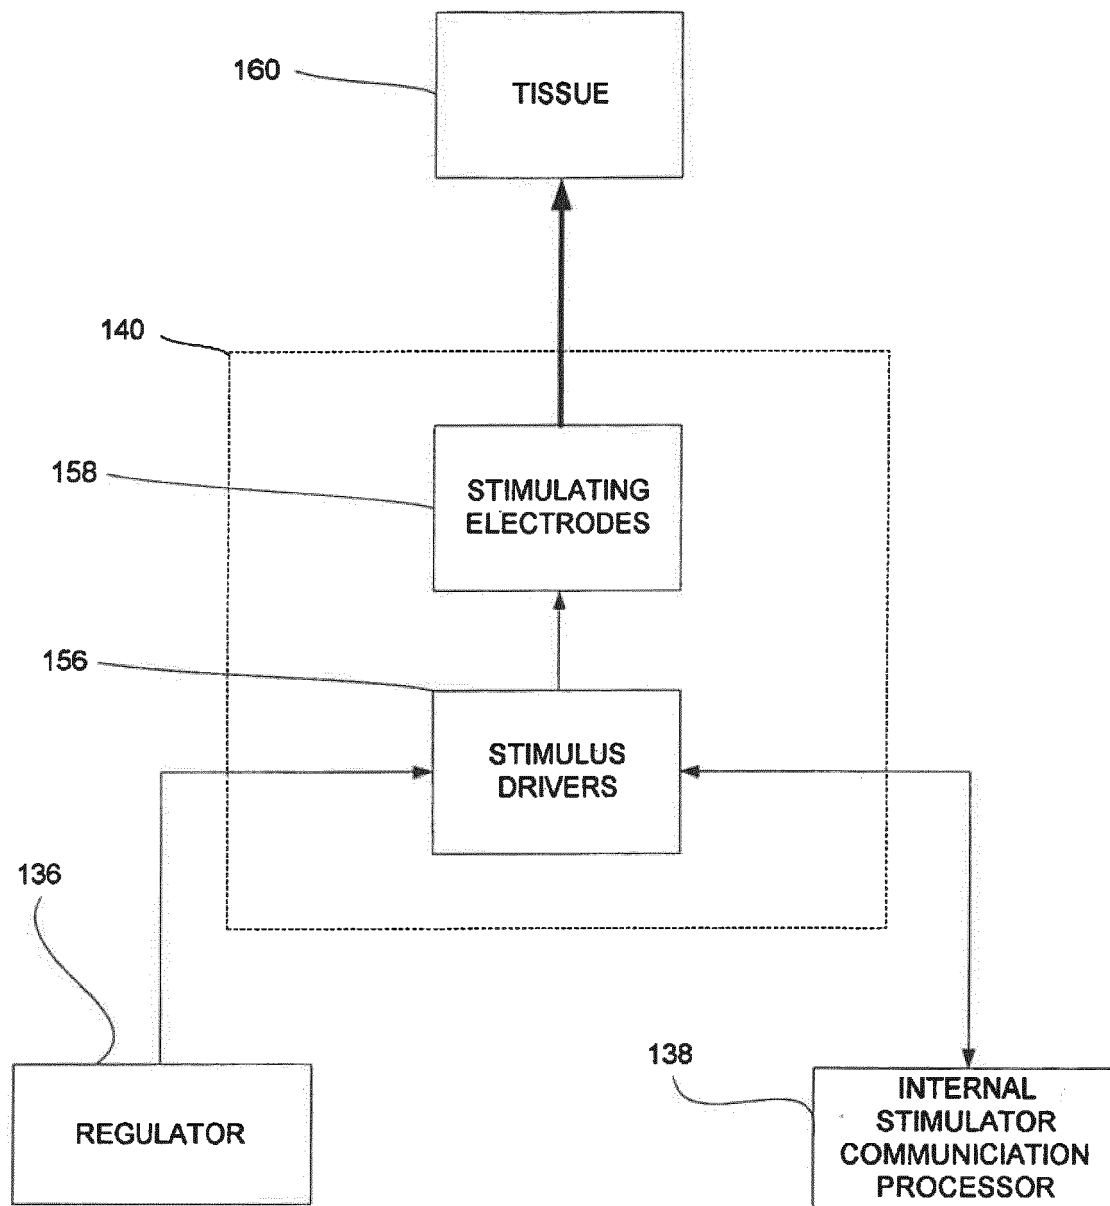 160
TISSUE
140
158
STIMULATING
ELECTRODES
156
STIMULUS
DRIVERS
136
138
REGULATOR
INTERNAL
STIMULATOR
COMMUNICIATION
PROCESSOR